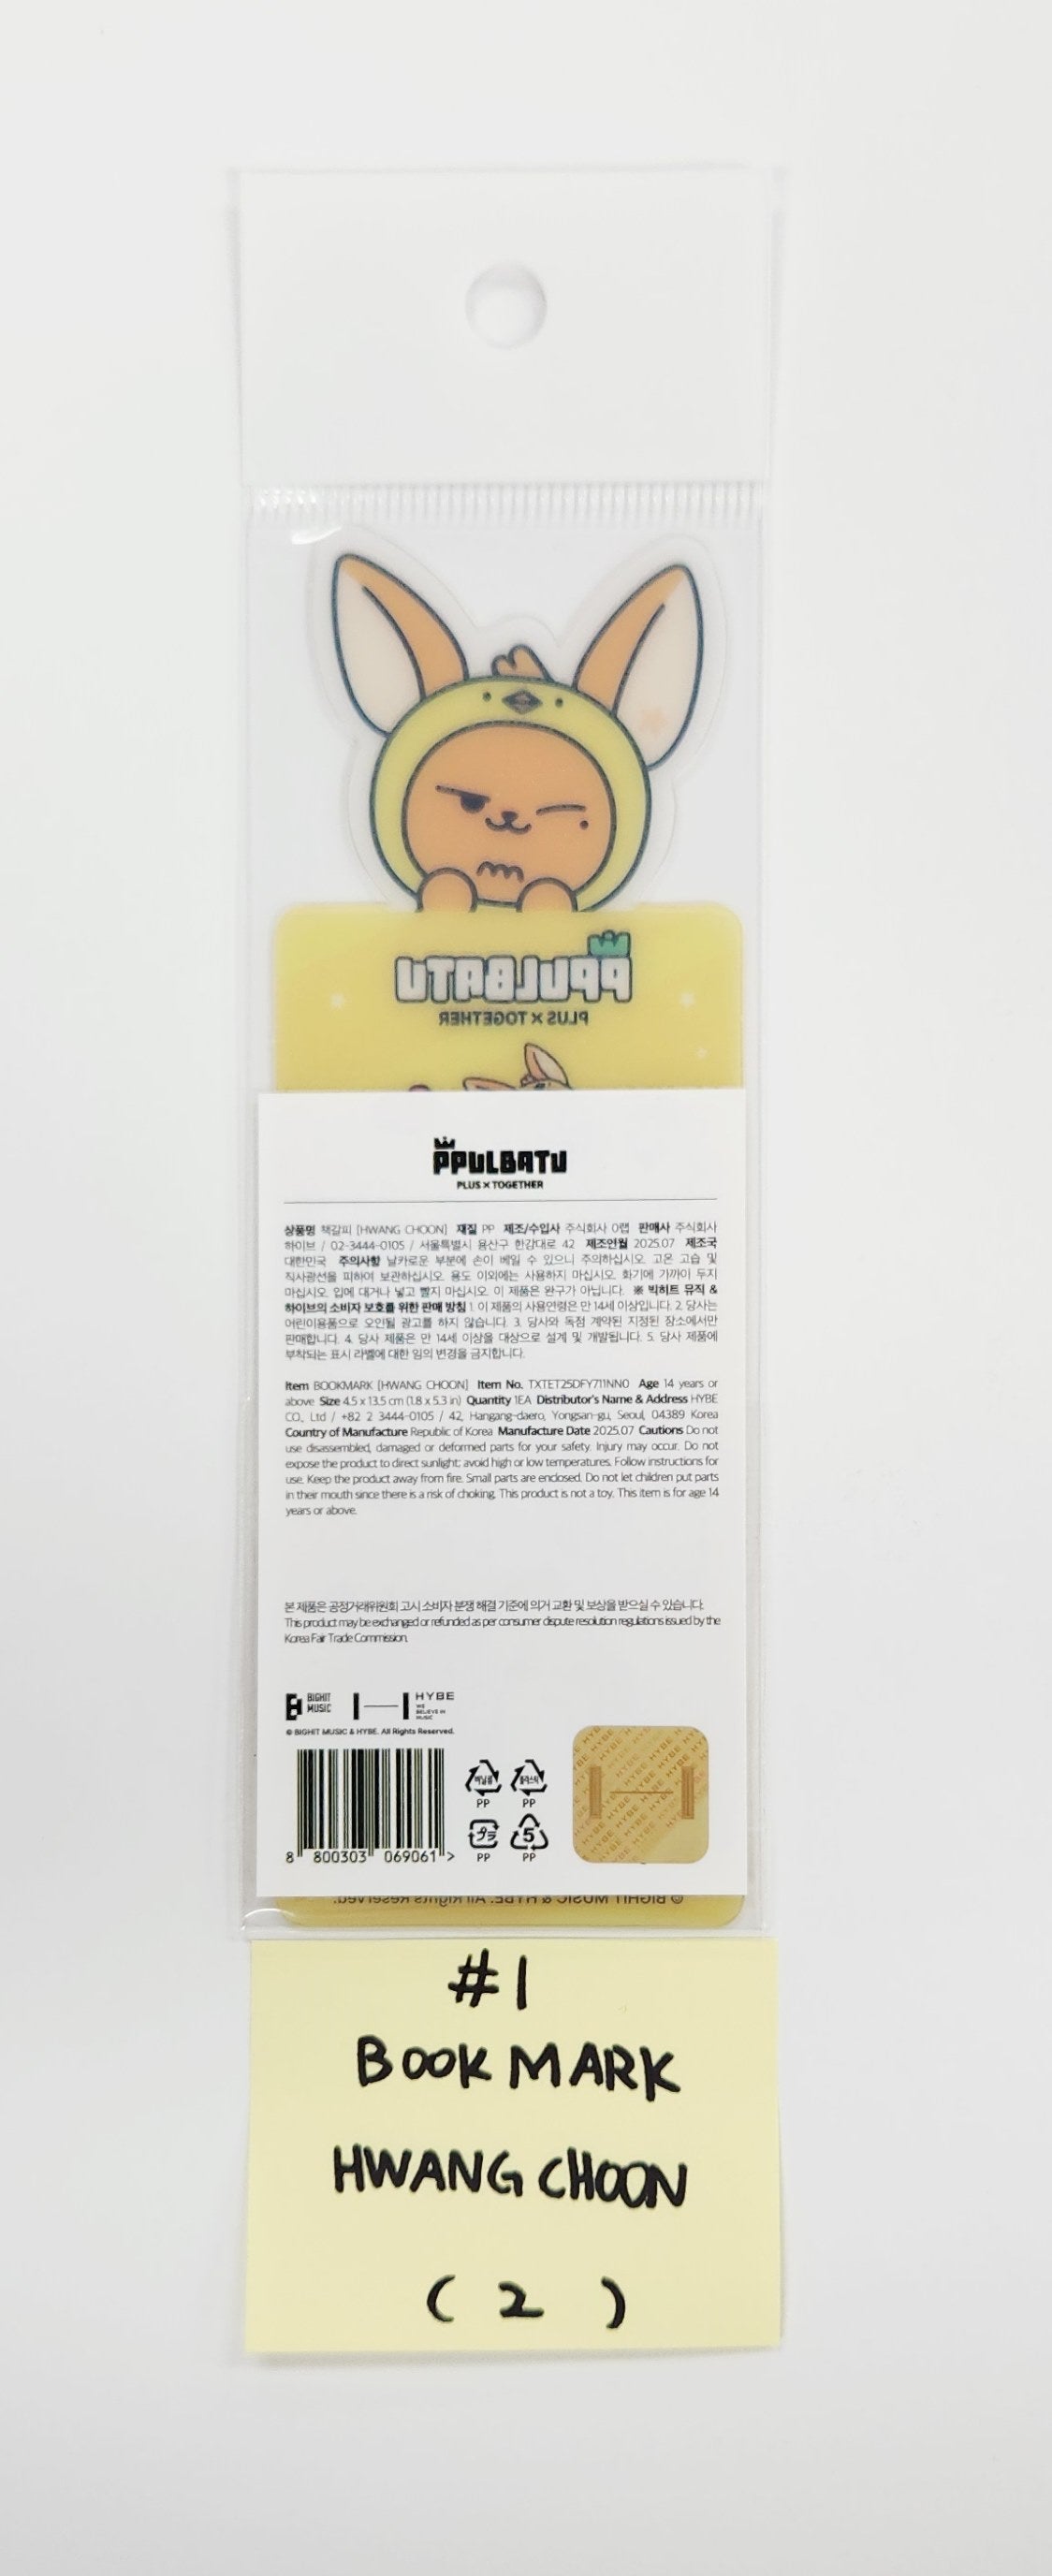 PPULBATU
PLUS × TOGETHER
PPULBATU
PLUS × TOGETHER
상품명 책갈피 [HWANG CHOON] 재질 PP 제조/수입사 주식회사 0랩 판매사 주식회사
하이브 / 02-3444-0105 / 서울특별시 용산구 한강대로 42 제조연월 2025.07 제조국
대한민국 주의사항 날카로운 부분에 손이 베일 수 있으니 주의하십시오. 고온 고습 및
직사광선을 피하여 보관하십시오. 용도 이외에는 사용하지 마십시오. 화기에 가까이 두지
마십시오. 입에 대거나 넣고 빨지 마십시오. 이 제품은 완구가 아닙니다. ※ 빅히트 뮤직 &
하이브의 소비자 보호를 위한 판매 방침 1. 이 제품의 사용연령은 만 14세 이상입니다. 2. 당사는
어린이용품으로 오인될 광고를 하지 않습니다. 3. 당사와 독점 계약된 지정된 장소에서만
판매합니다. 4. 당사 제품은 만 14세 이상을 대상으로 설계 및 개발됩니다. 5. 당사 제품에
부착되는 표시 라벨에 대한 임의 변경을 금지합니다.
Item BOOKMARK [HWANG CHOON] Item No. TXTET25DFY711NN0 Age 14 years or
above Size 4.5 x 13.5 cm (1.8 x 5.3 in) Quantity 1EA Distributor's Name & Address HYBE
CO., Ltd / +82 2 3444-0105 / 42, Hangang-daero, Yongsan-gu, Seoul, 04389 Korea
Country of Manufacture Republic of Korea Manufacture Date 2025.07 Cautions Do not
use disassembled, damaged or deformed parts for your safety. Injury may occur. Do not
expose the product to direct sunlight; avoid high or low temperatures. Follow instructions for
use. Keep the product away from fire. Small parts are enclosed. Do not let children put parts
in their mouth since there is a risk of choking. This product is not a toy. This item is for age 14
years or above.
본 제품은 공정거래위원회 고시 소비자 분쟁 해결 기준에 의거 교환 및 보상을 받으실 수 있습니다.
This product may be exchanged or refunded as per consumer dispute resolution regulations issued by the
Korea Fair Trade Commission.
BIGHIT MUSIC HYBE WE BELIEVE IN MUSIC
© BIGHIT MUSIC & HYBE. All Rights Reserved.
8 800303 069061 >
비닐류 플라스틱
PP PP
プラ 5
PP PP
HYBE
© BIGHIT MUSIC & HYBE. All Rights Reserved.
#1
BOOK MARK
HWANG CHOON
( 2 )